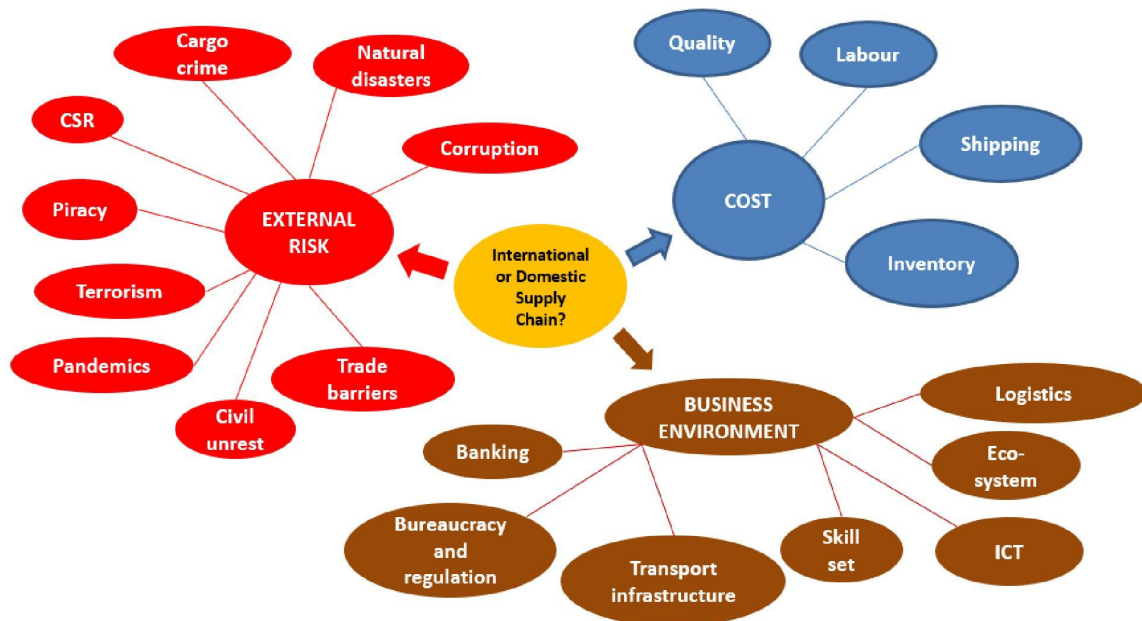 Cargo
crime
Natural
disasters
CSR
Corruption
Piracy
EXTERNAL
RISK
Terrorism
Pandemics
Civil
unrest
Trade
barriers
International
or Domestic
Supply
Chain?
Quality
Labour
Shipping
COST
Inventory
BUSINESS
ENVIRONMENT
Logistics
Banking
Eco-
system
Bureaucracy
and
regulation
Transport
infrastructure
Skill
set
ICT